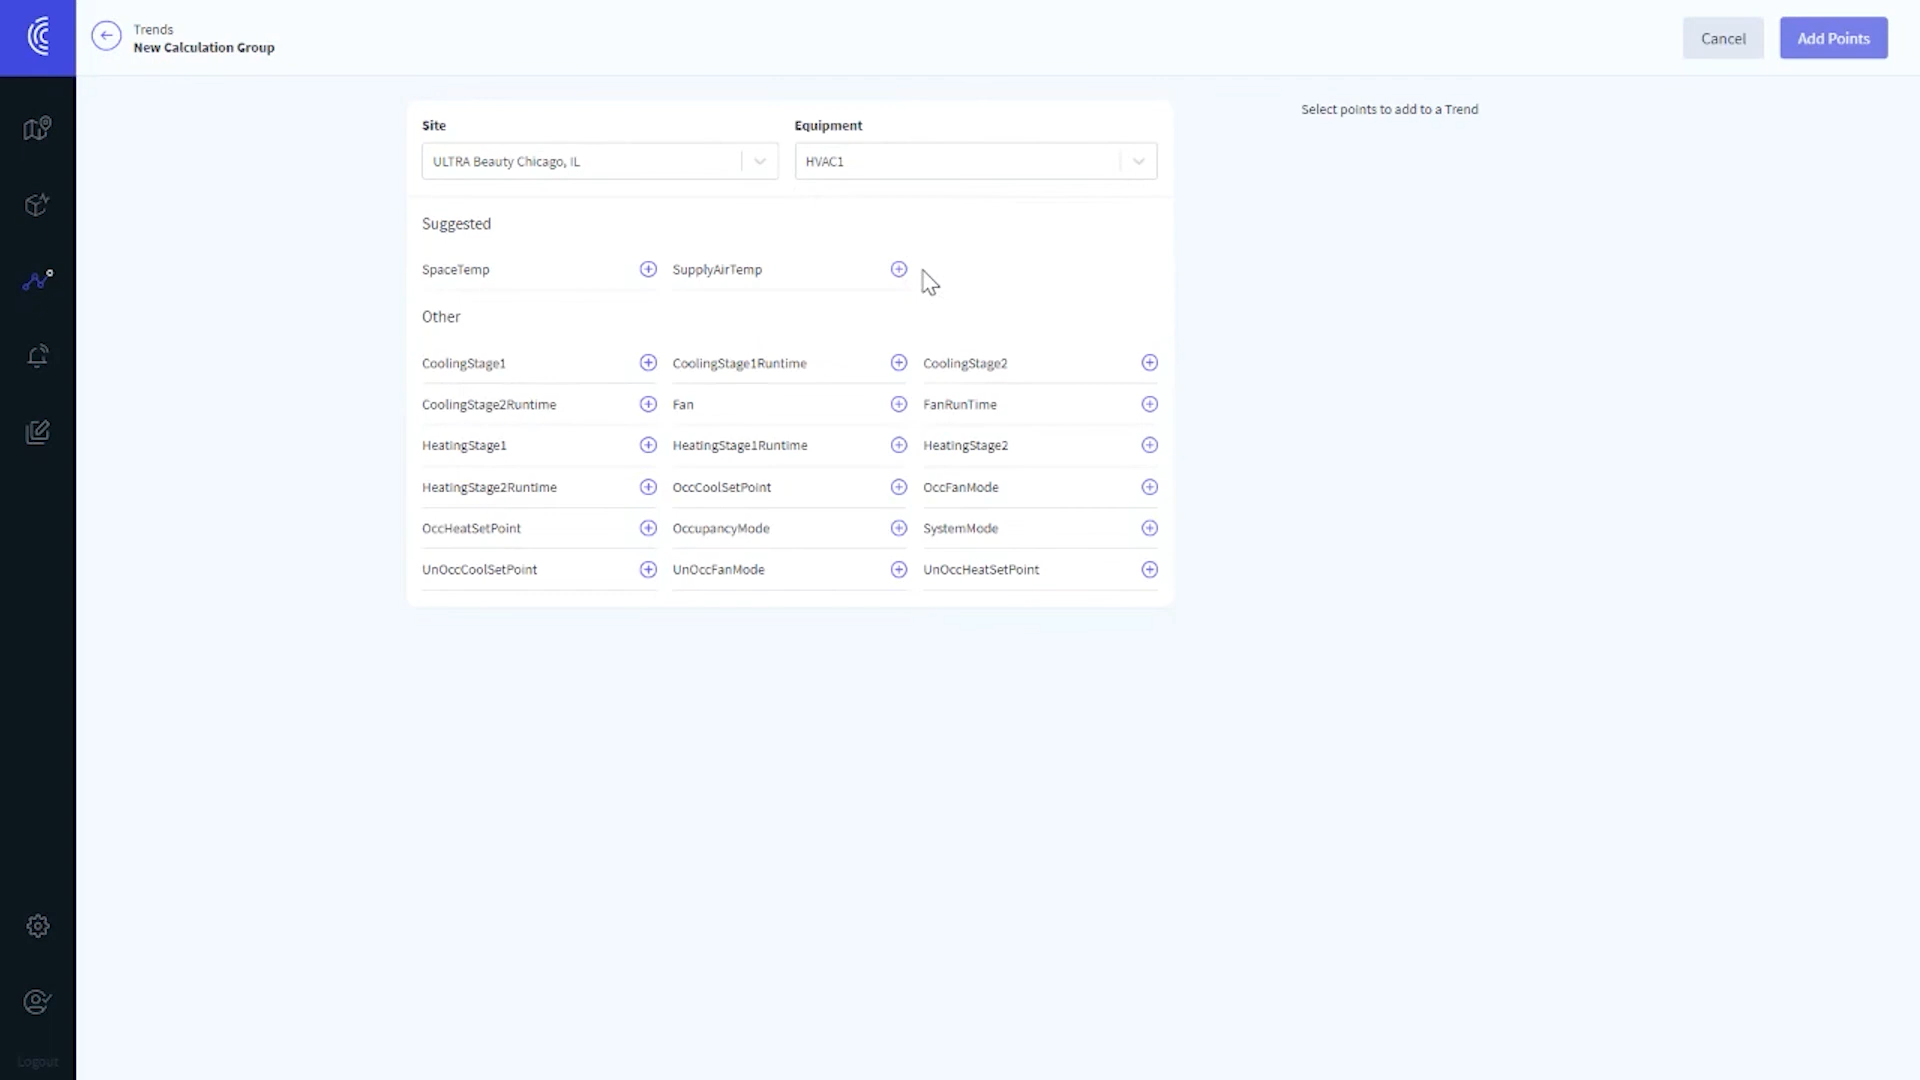 Trends
New Calculation Group
Cancel
Add Points
Select points to add to a Trend
Site
Equipment
ULTRA Beauty Chicago, IL
HVAC1
Suggested
SpaceTemp
SupplyAirTemp
Other
CoolingStage1
CoolingStage1Runtime
CoolingStage2
CoolingStage2Runtime
Fan
FanRunTime
HeatingStage1
HeatingStage1Runtime
HeatingStage2
HeatingStage2Runtime
OccCoolSetPoint
OccFanMode
OccHeatSetPoint
OccupancyMode
SystemMode
UnOccCoolSetPoint
UnOccFanMode
UnOccHeatSetPoint
Logout